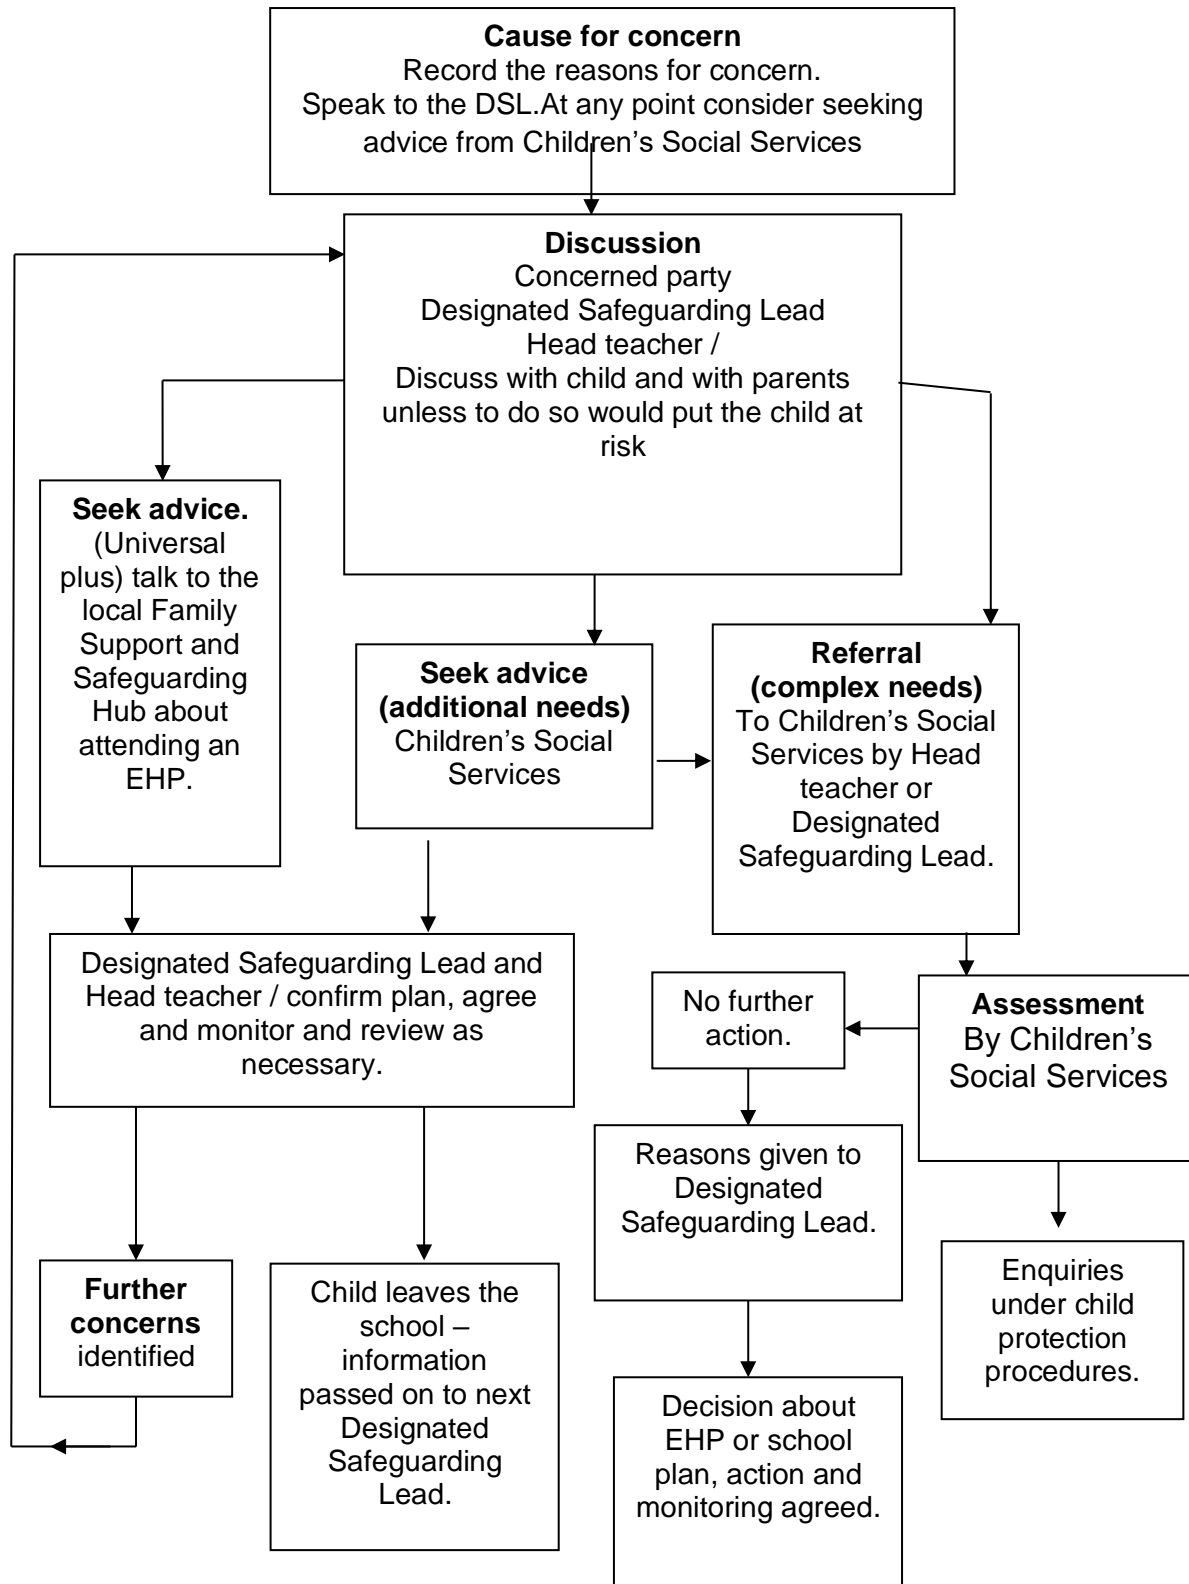 Cause for concern
Record the reasons for concern.
Speak to the DSL.At any point consider seeking
advice from Children’s Social Services
Discussion
Concerned party
Designated Safeguarding Lead
Head teacher /
Discuss with child and with parents
unless to do so would put the child at
risk
Seek advice.
(Universal
plus) talk to the
local Family
Support and
Safeguarding
Hub about
attending an
EHP.
Seek advice
(additional needs)
Children’s Social
Services
Referral
(complex needs)
To Children’s Social
Services by Head
teacher or
Designated
Safeguarding Lead.
Designated Safeguarding Lead and
Head teacher / confirm plan, agree
and monitor and review as
necessary.
No further
action.
Assessment
By Children’s
Social Services
Reasons given to
Designated
Safeguarding Lead.
Further
concerns
identified
Child leaves the
school –
information
passed on to next
Designated
Safeguarding
Lead.
Enquiries
under child
protection
procedures.
Decision about
EHP or school
plan, action and
monitoring agreed.